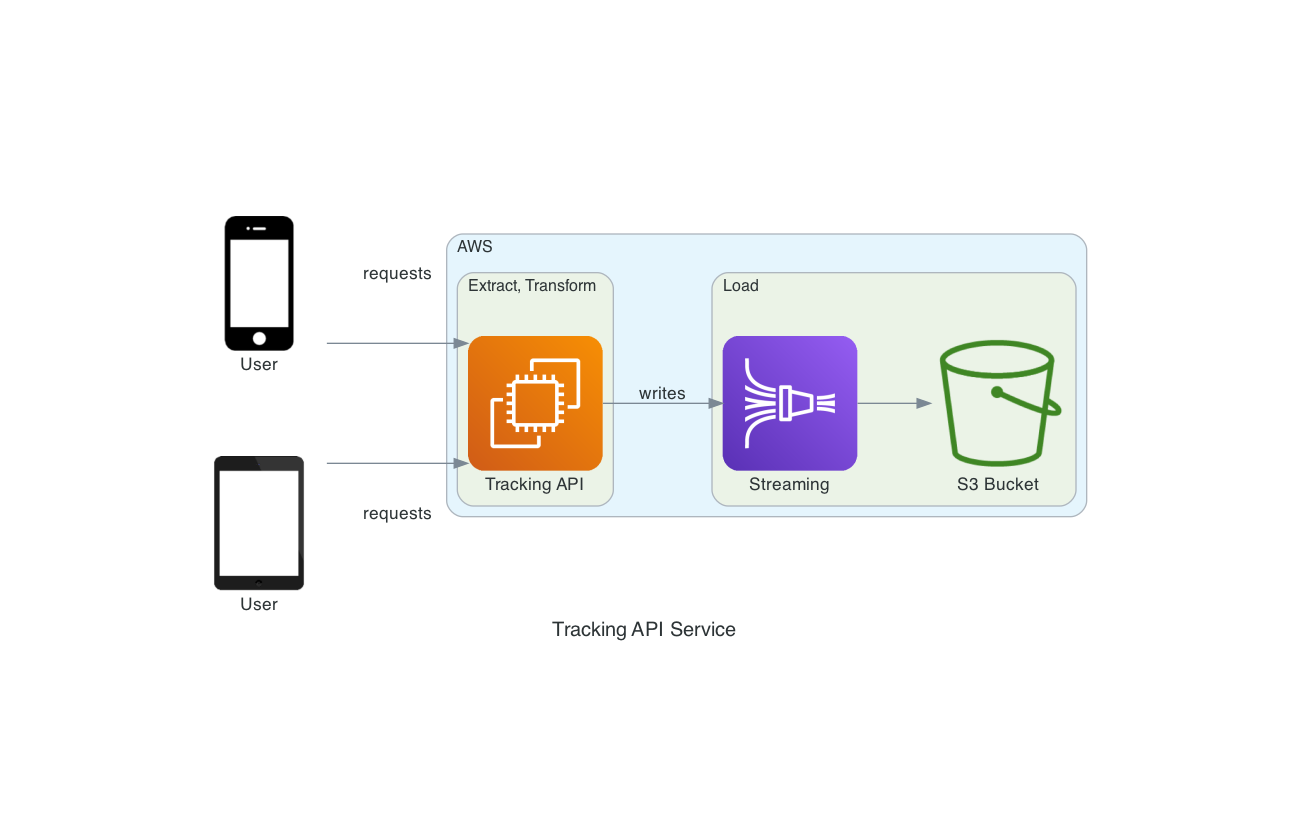 AWS
requests
Extract, Transform
Load
User
writes
Tracking API
Streaming
S3 Bucket
requests
User
Tracking API Service